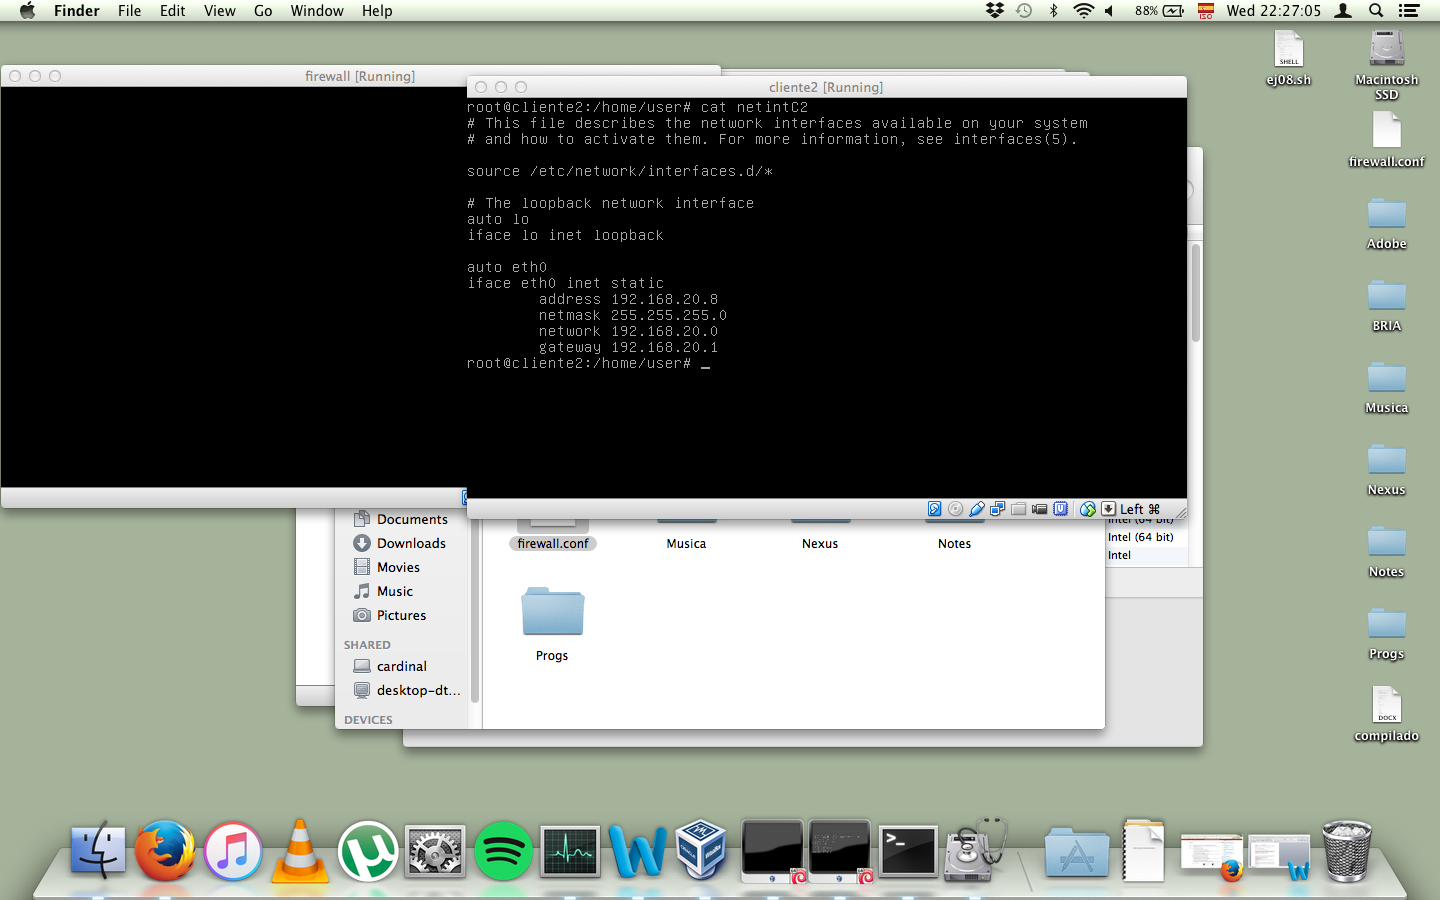 Finder File Edit View Go Window Help
88% ISO Wed 22:27:05
firewall [Running]
cliente2 [Running]
root@cliente2:/home/user# cat netintC2
# This file describes the network interfaces available on your system
# and how to activate them. For more information, see interfaces(5).
source /etc/network/interfaces.d/*
# The loopback network interface
auto lo
iface lo inet loopback
auto eth0
iface eth0 inet static
address 192.168.20.8
netmask 255.255.255.0
network 192.168.20.0
gateway 192.168.20.1
root@cliente2:/home/user# _
Left ⌘
Documents
Downloads
Movies
Music
Pictures
SHARED
cardinal
desktop-dt...
DEVICES
firewall.conf
Musica
Nexus
Notes
Progs
Intel (64 bit)
Intel (64 bit)
Intel
SHELL
ej08.sh
Macintosh
SSD
firewall.conf
Adobe
BRIA
Musica
Nexus
Notes
Progs
DOCX
compilado